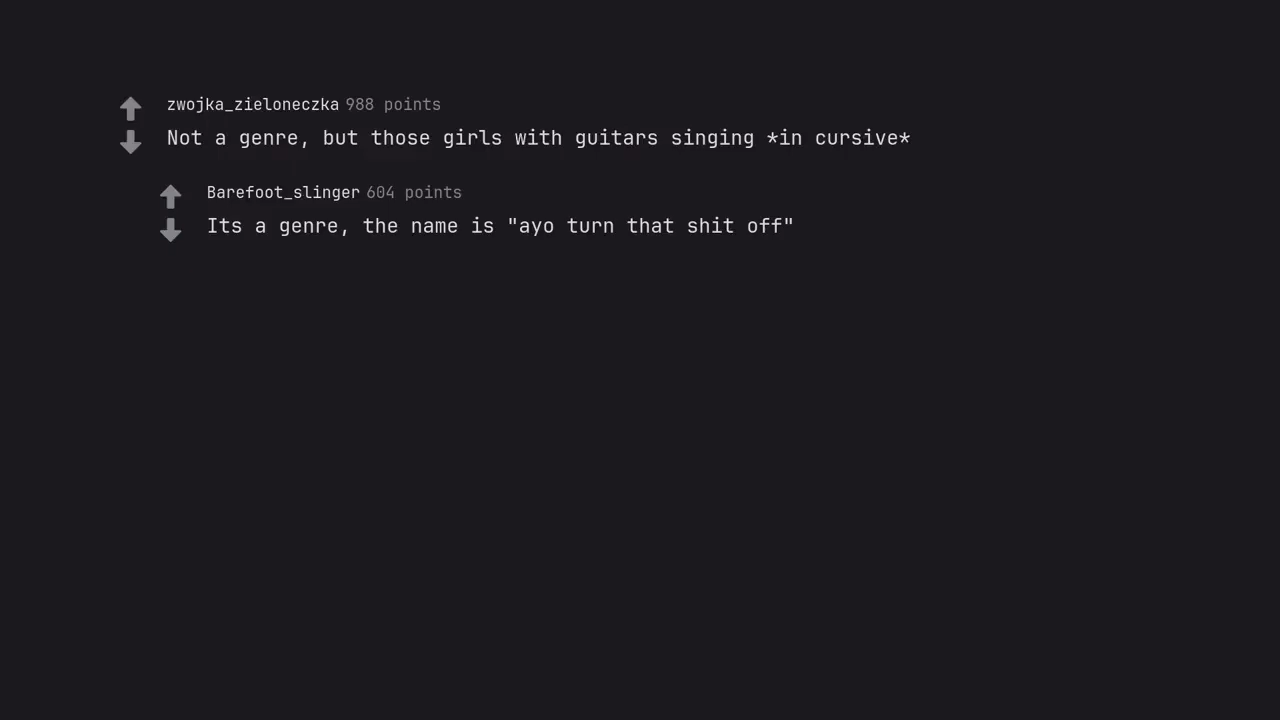 zwojka_zieloneczka 988 points
Not a genre, but those girls with guitars singing *in cursive*
Barefoot_slinger 604 points
Its a genre, the name is "ayo turn that shit off"